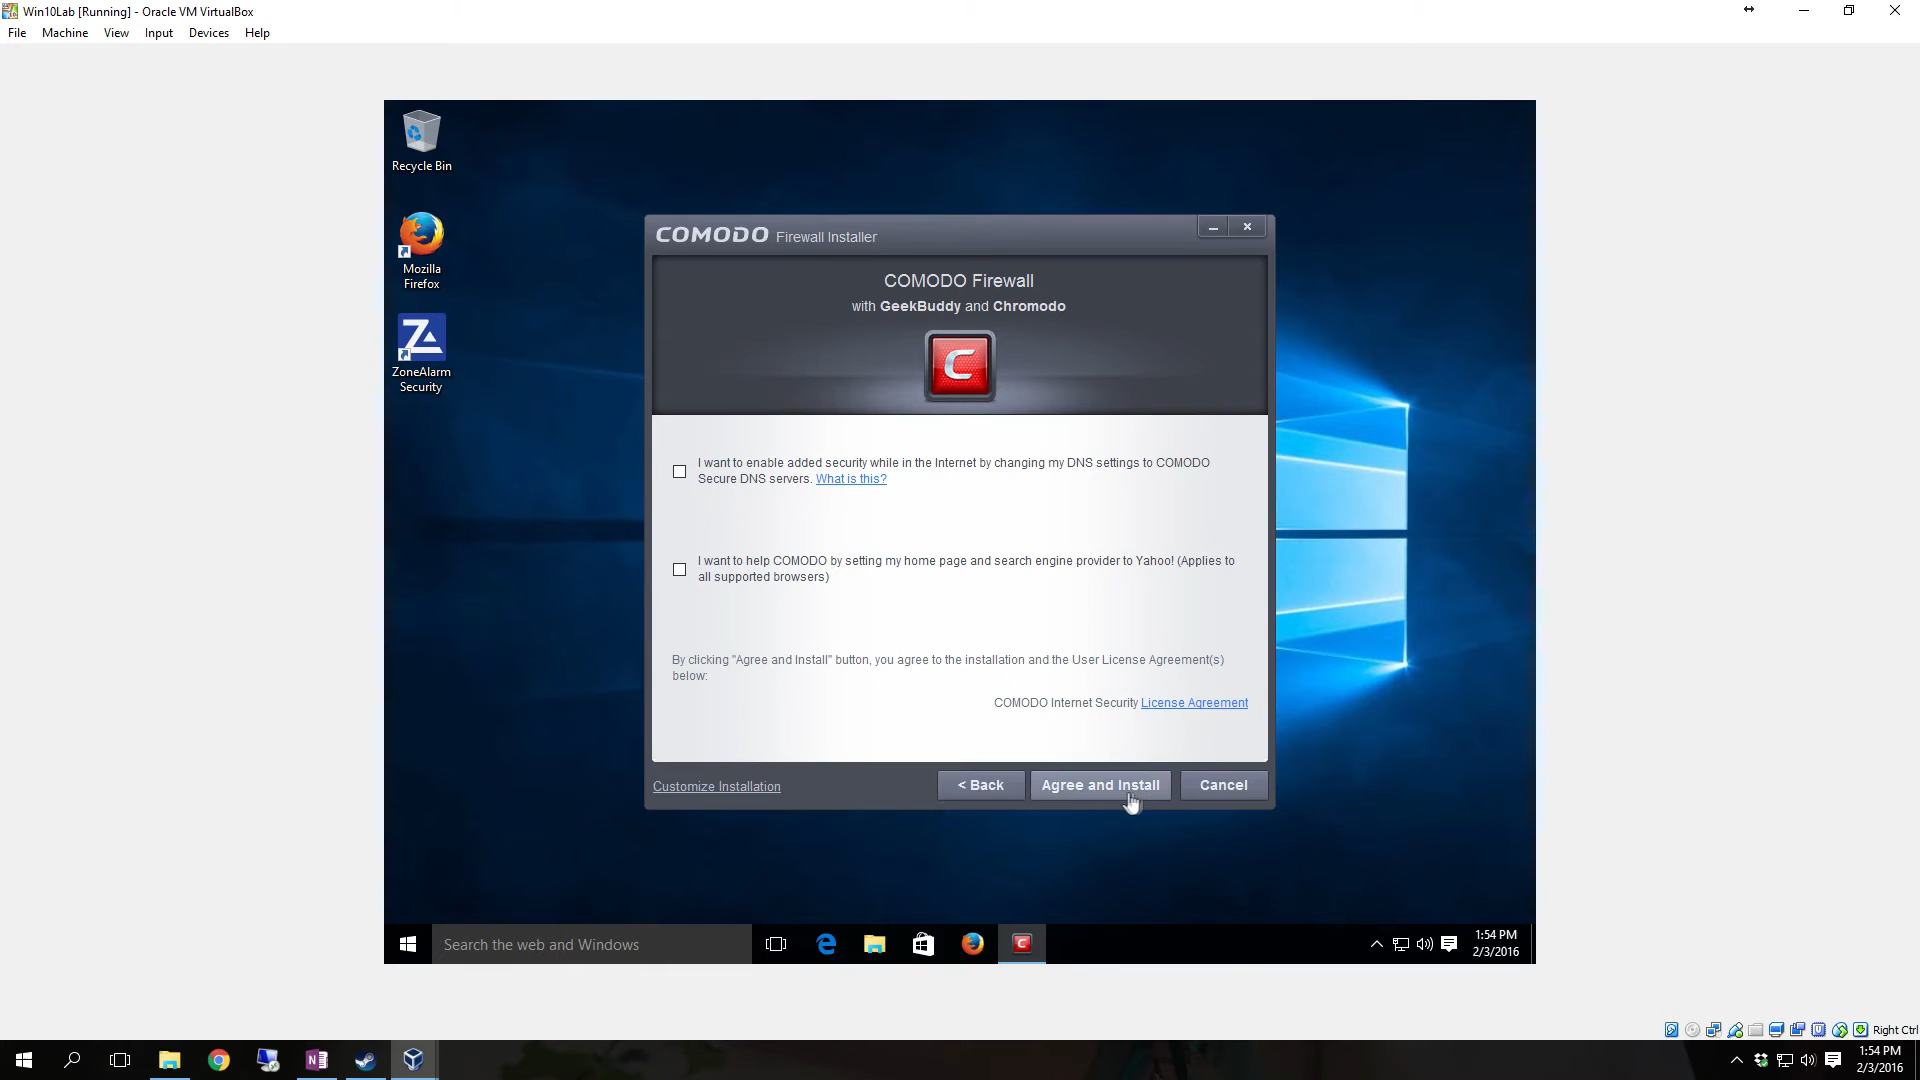 Win10Lab [Running] - Oracle VM VirtualBox
File Machine View Input Devices Help
Recycle Bin
Mozilla
Firefox
ZoneAlarm
Security
COMODO Firewall Installer
COMODO Firewall
with GeekBuddy and Chromodo
I want to enable added security while in the Internet by changing my DNS settings to COMODO
Secure DNS servers. What is this?
I want to help COMODO by setting my home page and search engine provider to Yahoo! (Applies to
all supported browsers)
By clicking "Agree and Install" button, you agree to the installation and the User License Agreement(s)
below:
COMODO Internet Security License Agreement
Customize Installation
< Back
Agree and Install
Cancel
Search the web and Windows
1:54 PM
2/3/2016
Right Ctrl
1:54 PM
2/3/2016